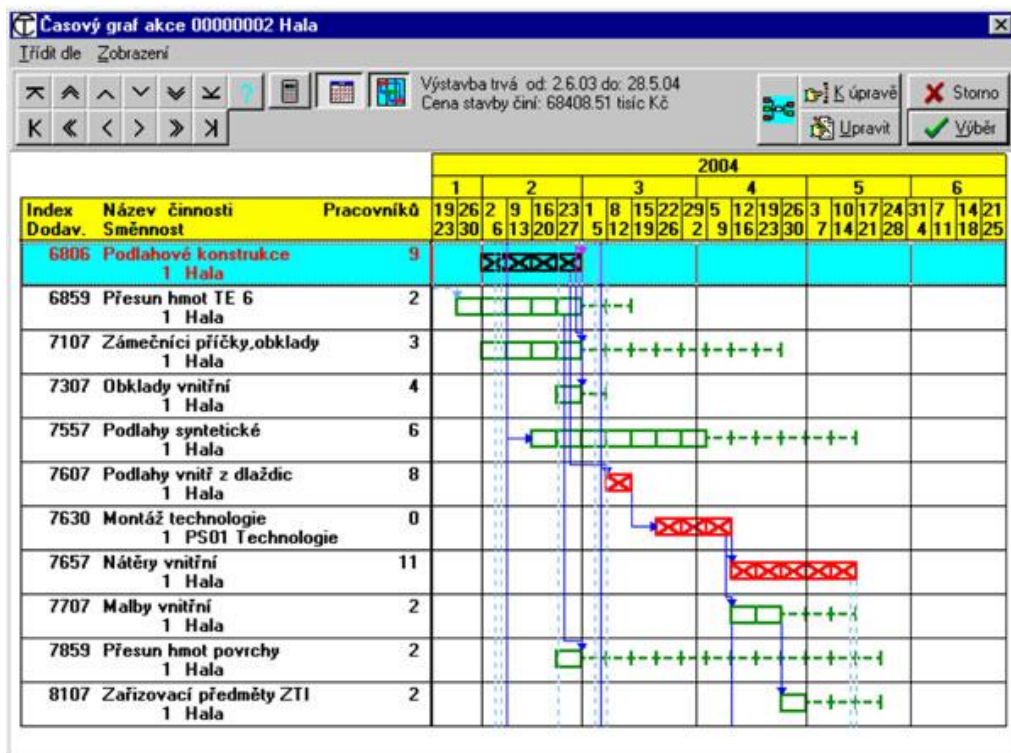 Časový graf akce 00000002 Hala
Třídit dle Zobrazení
Výstavba trvá od: 2.6.03 do: 28.5.04
Cena stavby činí: 68408.51 tisíc Kč
K úpravě
Storno
Upravit
Výběr
2004
1 2 3 4 5 6
Index Název činnosti Pracovníků 19 26 2 9 16 23 1 8 15 22 29 5 12 19 26 3 10 17 24 31 7 14 21
Dodav. Směnnost 23 30 6 13 20 27 5 12 19 26 2 9 16 23 30 7 14 21 28 4 11 18 25
6806 Podlahové konstrukce 9
1 Hala
6859 Přesun hmot TE 6 2
1 Hala
7107 Zámečníci příčky,obklady 3
1 Hala
7307 Obklady vnitřní 4
1 Hala
7557 Podlahy syntetické 6
1 Hala
7607 Podlahy vnitř z dlaždic 8
1 Hala
7630 Montáž technologie 0
1 PS01 Technologie
7657 Nátěry vnitřní 11
1 Hala
7707 Malby vnitřní 2
1 Hala
7859 Přesun hmot povrchy 2
1 Hala
8107 Zařizovací předměty ZTI 2
1 Hala